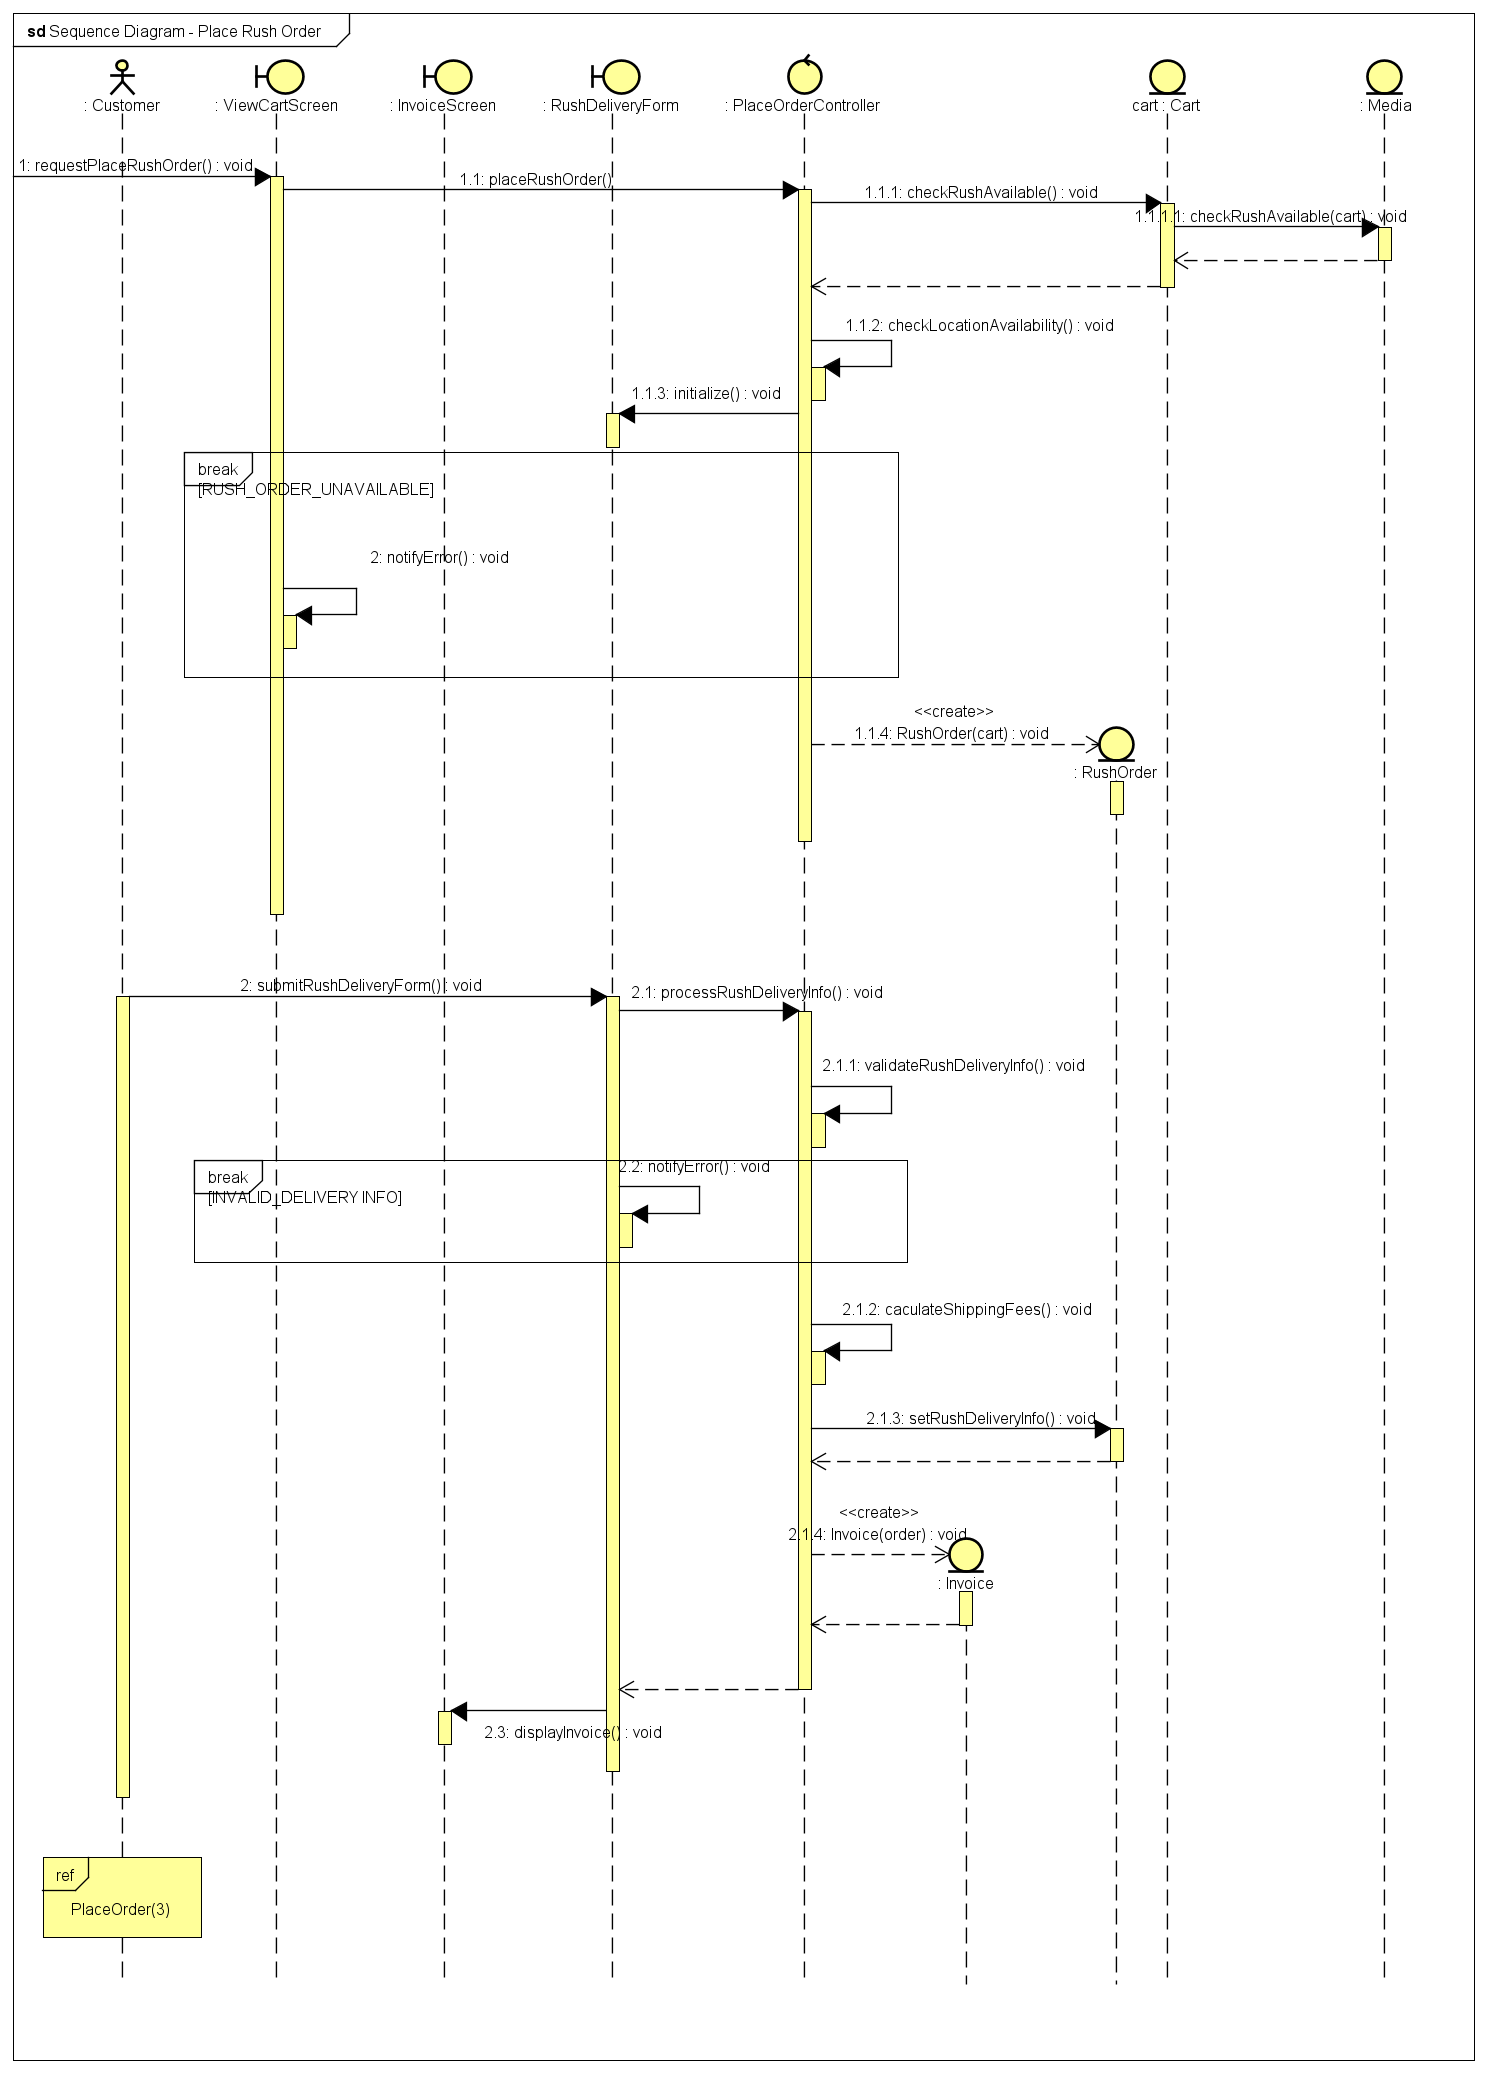 sd Sequence Diagram - Place Rush Order
: Customer
: ViewCartScreen
: InvoiceScreen
: RushDeliveryForm
: PlaceOrderController
cart : Cart
: Media
1: requestPlaceRushOrder() : void
1.1: placeRushOrder()
1.1.1: checkRushAvailable() : void
1.1.1.1: checkRushAvailable(cart) : void
1.1.2: checkLocationAvailability() : void
1.1.3: initialize() : void
break
[RUSH_ORDER_UNAVAILABLE]
2: notifyError() : void
<<create>>
1.1.4: RushOrder(cart) : void
: RushOrder
2: submitRushDeliveryForm() : void
2.1: processRushDeliveryInfo() : void
2.1.1: validateRushDeliveryInfo() : void
break
2.2: notifyError() : void
[INVALID_DELIVERY INFO]
2.1.2: caculateShippingFees() : void
2.1.3: setRushDeliveryInfo() : void
<<create>>
2.1.4: Invoice(order) : void
: Invoice
2.3: displayInvoice() : void
ref
PlaceOrder(3)